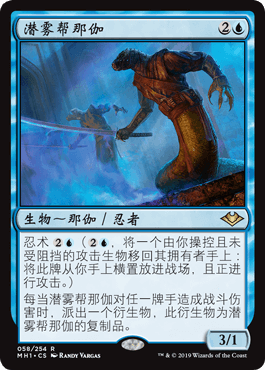 潜雾帮那伽 2
生物～那伽／忍者
忍术 2 （2，将一个由你操控且未
受阻挡的攻击生物移回其拥有者手上：
将此牌从你手上横置放进战场，且正
进行攻击。）
每当潜雾帮那伽对任一牌手造成战斗伤
害时，派出一个衍生物，此衍生物为潜
雾帮那伽的复制品。
3/1
058/254 R
MH1 • CS RANDY VARGAS
™ & © 2019 Wizards of the Coast